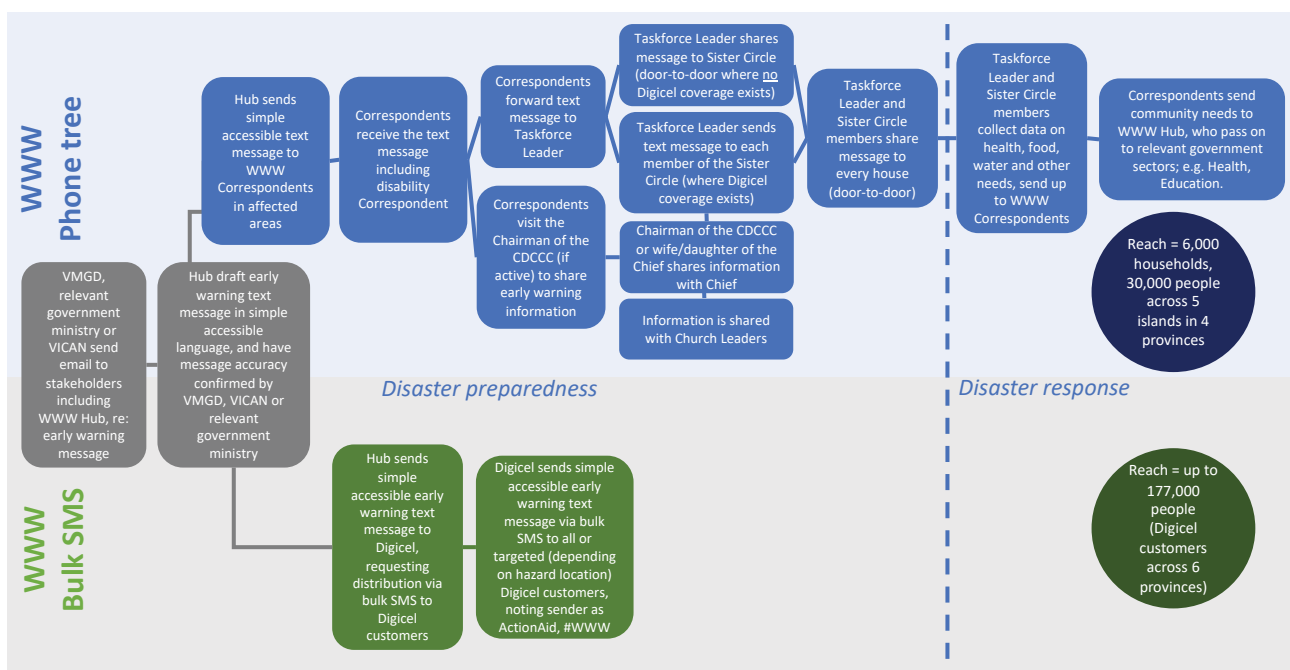 WWW
Phone tree
VMGD,
relevant
government
ministry or
VICAN send
email to
stakeholders
including
WWW Hub, re:
early warning
message
Hub draft early
warning text
message in simple
accessible
language, and have
message accuracy
confirmed by
VMGD, VICAN or
relevant
government
ministry
Hub sends
simple
accessible text
message to
WWW
Correspondents
in affected
areas
Correspondents
receive the text
message
including
disability
Correspondent
Correspondents
forward text
message to
Taskforce
Leader
Correspondents
visit the
Chairman of the
CDCCC (if
active) to share
early warning
information
Taskforce Leader shares
message to Sister Circle
(door-to-door where no
Digicel coverage exists)
Taskforce Leader sends
text message to each
member of the Sister
Circle (where Digicel
coverage exists)
Chairman of the CDCCC
or wife/daughter of the
Chief shares information
with Chief
Information is shared
with Church Leaders
Taskforce
Leader and
Sister Circle
members share
message to
every house
(door-to-door)
Taskforce
Leader and
Sister Circle
members
collect data on
health, food,
water and other
needs, send up
to WWW
Correspondents
Correspondents send
community needs to
WWW Hub, who pass on
to relevant government
sectors; e.g. Health,
Education.
Reach = 6,000
households,
30,000 people
across 5
islands in 4
provinces
Disaster preparedness
Disaster response
WWW
Bulk SMS
Hub sends
simple
accessible early
warning text
message to
Digicel,
requesting
distribution via
bulk SMS to
Digicel
customers
Digicel sends simple
accessible early
warning text
message via bulk
SMS to all or
targeted (depending
on hazard location)
Digicel customers,
noting sender as
ActionAid, #WWW
Reach = up to
177,000
people
(Digicel
customers
across 6
provinces)